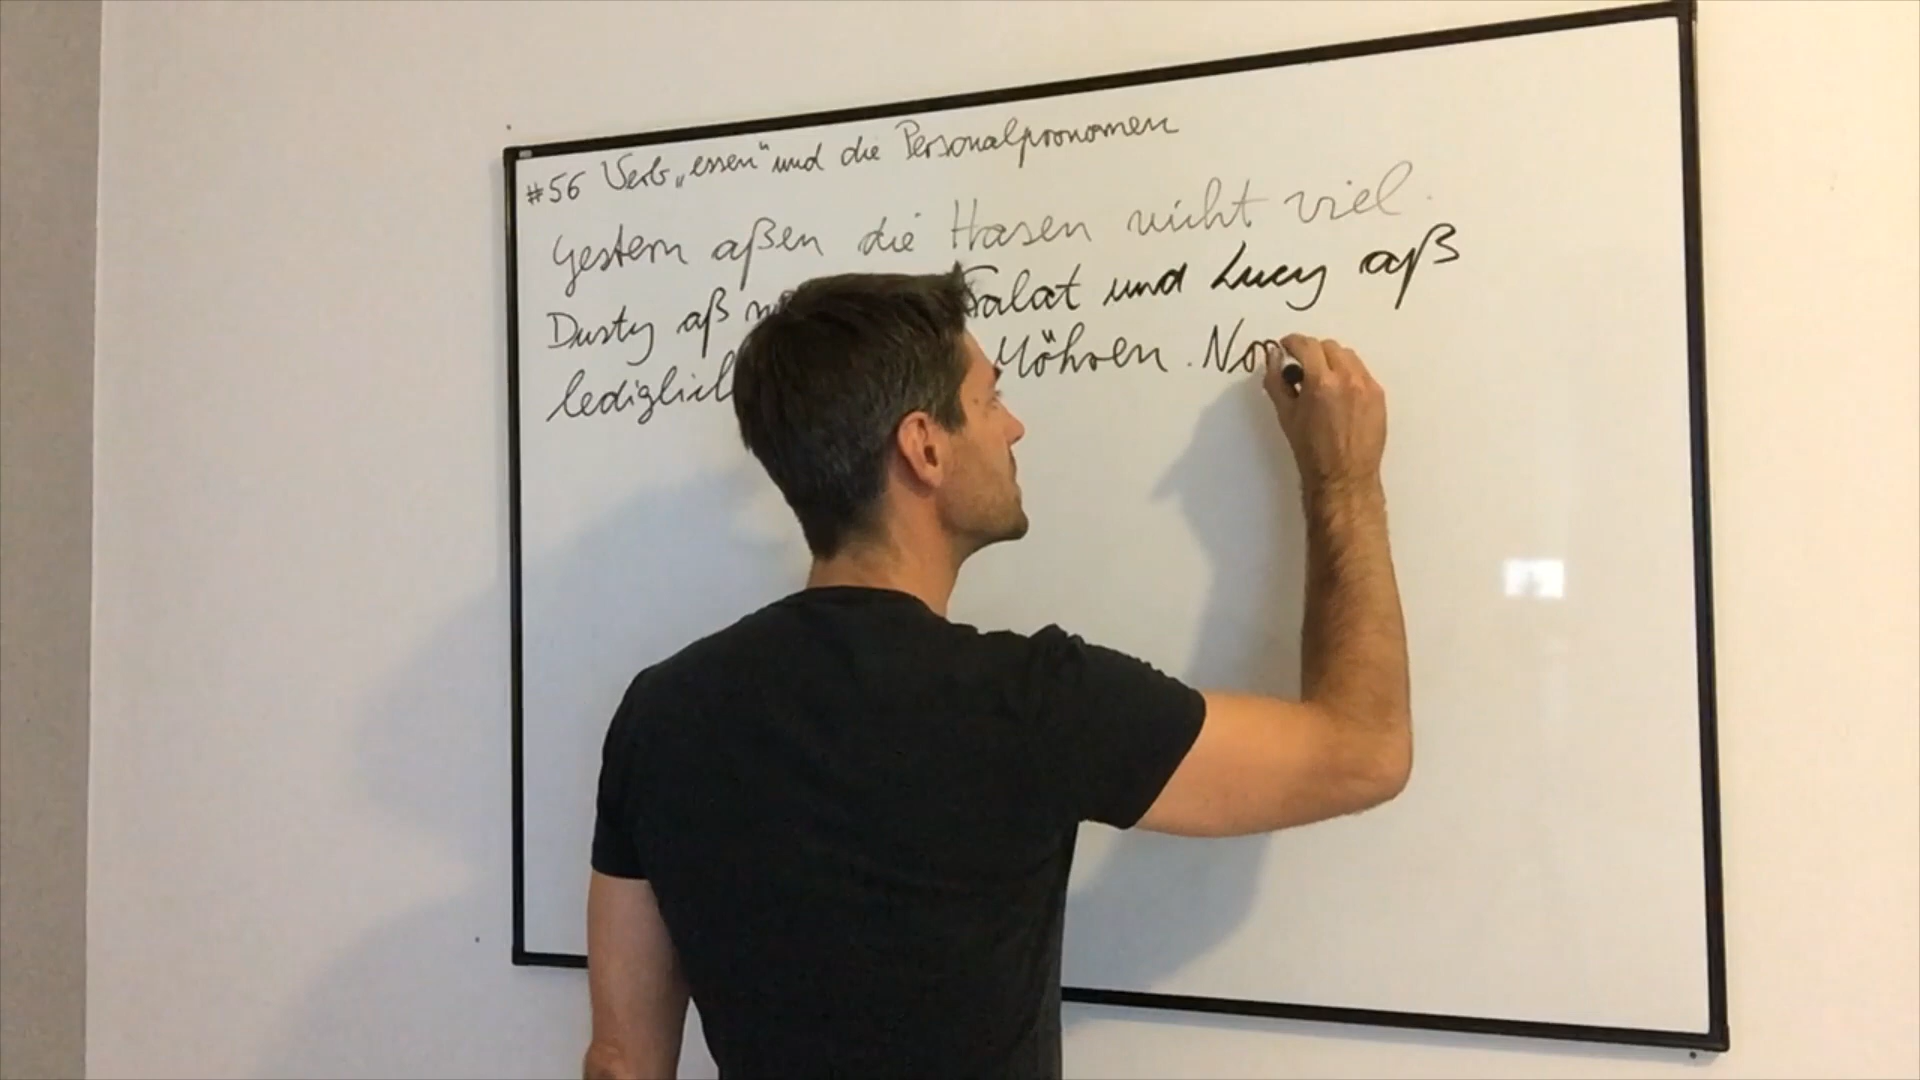 #56 Verb „essen“ und die Personalpronomen
Gestern aßen die Hasen nicht viel.
Dusty aß Salat und Lucy aß
lediglich Möhren.